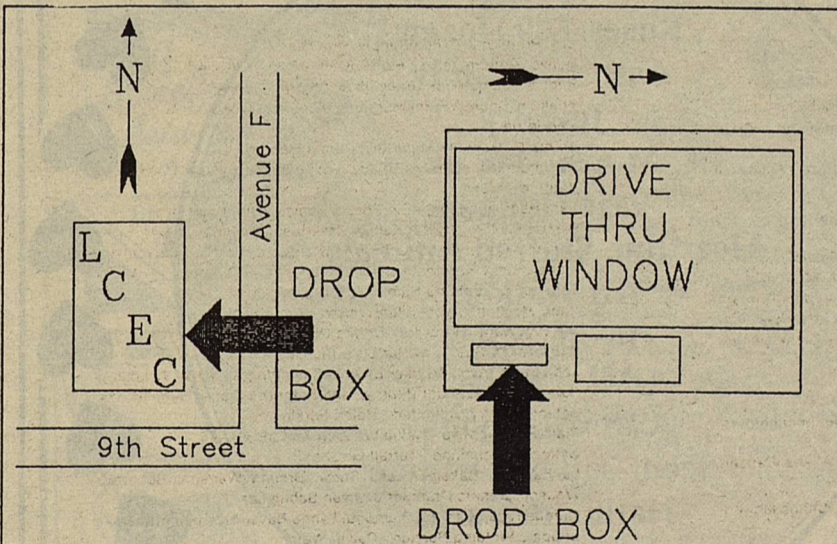 N
Avenue F
L
C
E
C
DROP
BOX
9th Street
N
DRIVE
THRU
WINDOW
DROP BOX